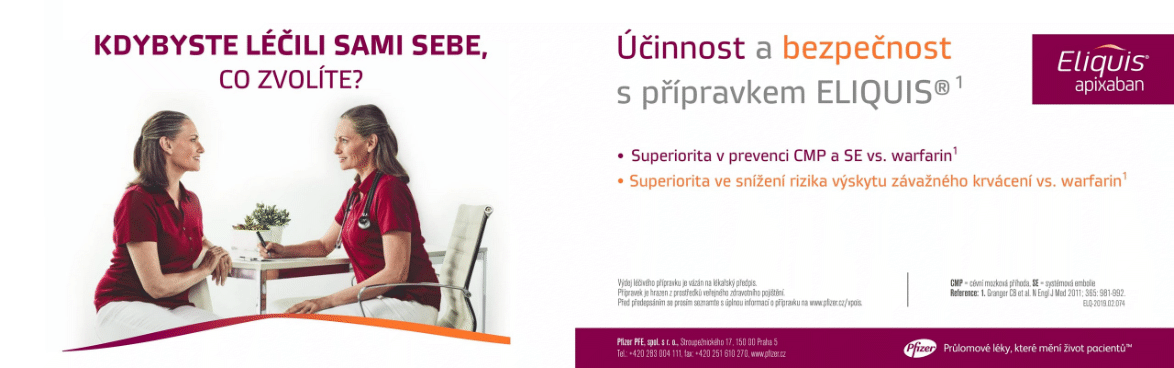 KDYBYSTE LÉČILI SAMI SEBE,
CO ZVOLÍTE?
Účinnost a bezpečnost
s přípravkem ELIQUIS® 1
Eliquis®
apixaban
• Superiorita v prevenci CMP a SE vs. warfarin1
• Superiorita ve snížení rizika výskytu závažného krvácení vs. warfarin1
Výdej léčivého přípravku je vázán na lékařský předpis.
Přípravek je hrazen z prostředků veřejného zdravotního pojištění.
Před předepsáním se prosím seznamte s úplnou informací o přípravku na www.pfizer.cz/vpois.
CMP = cévní mozková příhoda, SE = systémová embolie
Reference: 1. Granger CB et al. N Engl J Med 2011; 365: 981-992.
ELQ-2019.02.074
Pfizer PFE, spol. s r. o., Stroupežnického 17, 150 00 Praha 5
Tel.: +420 283 004 111, fax: +420 251 610 270, www.pfizer.cz
Pfizer Průlomové léky, které mění život pacientů™